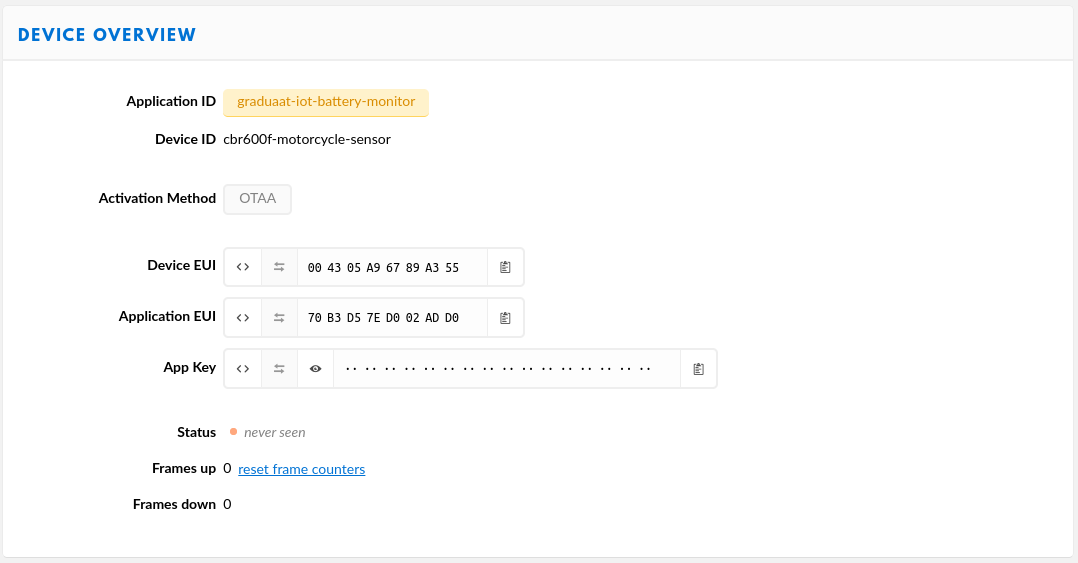 DEVICE OVERVIEW
Application ID graduaat-iot-battery-monitor
Device ID cbr600f-motorcycle-sensor
Activation Method OTAA
Device EUI <> 00 43 05 A9 67 89 A3 55
Application EUI <> 70 B3 D5 7E D0 02 AD D0
App Key <> ·· ·· ·· ·· ·· ·· ·· ·· ·· ·· ·· ·· ·· ·· ·· ··
Status never seen
Frames up 0 reset frame counters
Frames down 0